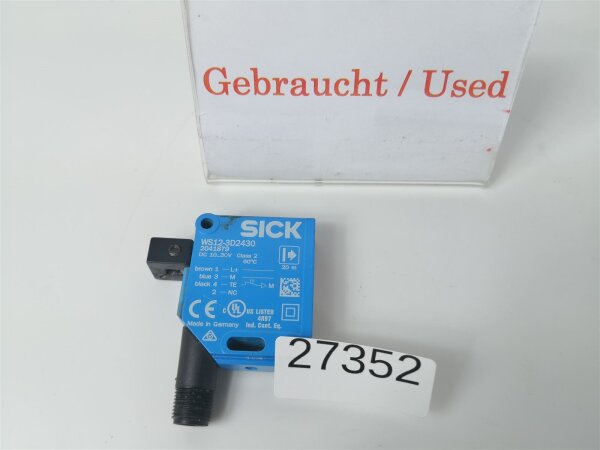 Gebraucht / Used
SICK
WS12-3D2430
2041879
DC 10...30V Class 2
60°C
20 m
brown 1 — L+
blue 3 — M
black 4 — TE
M
2 — NC
CE
C UL US LISTED
4R97
Made in Germany Ind. Cont. Eq.
27352